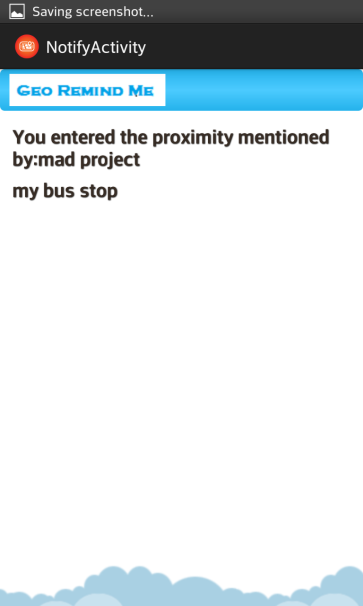 Saving screenshot...
NotifyActivity
GEO REMIND ME
You entered the proximity mentioned
by:mad project
my bus stop